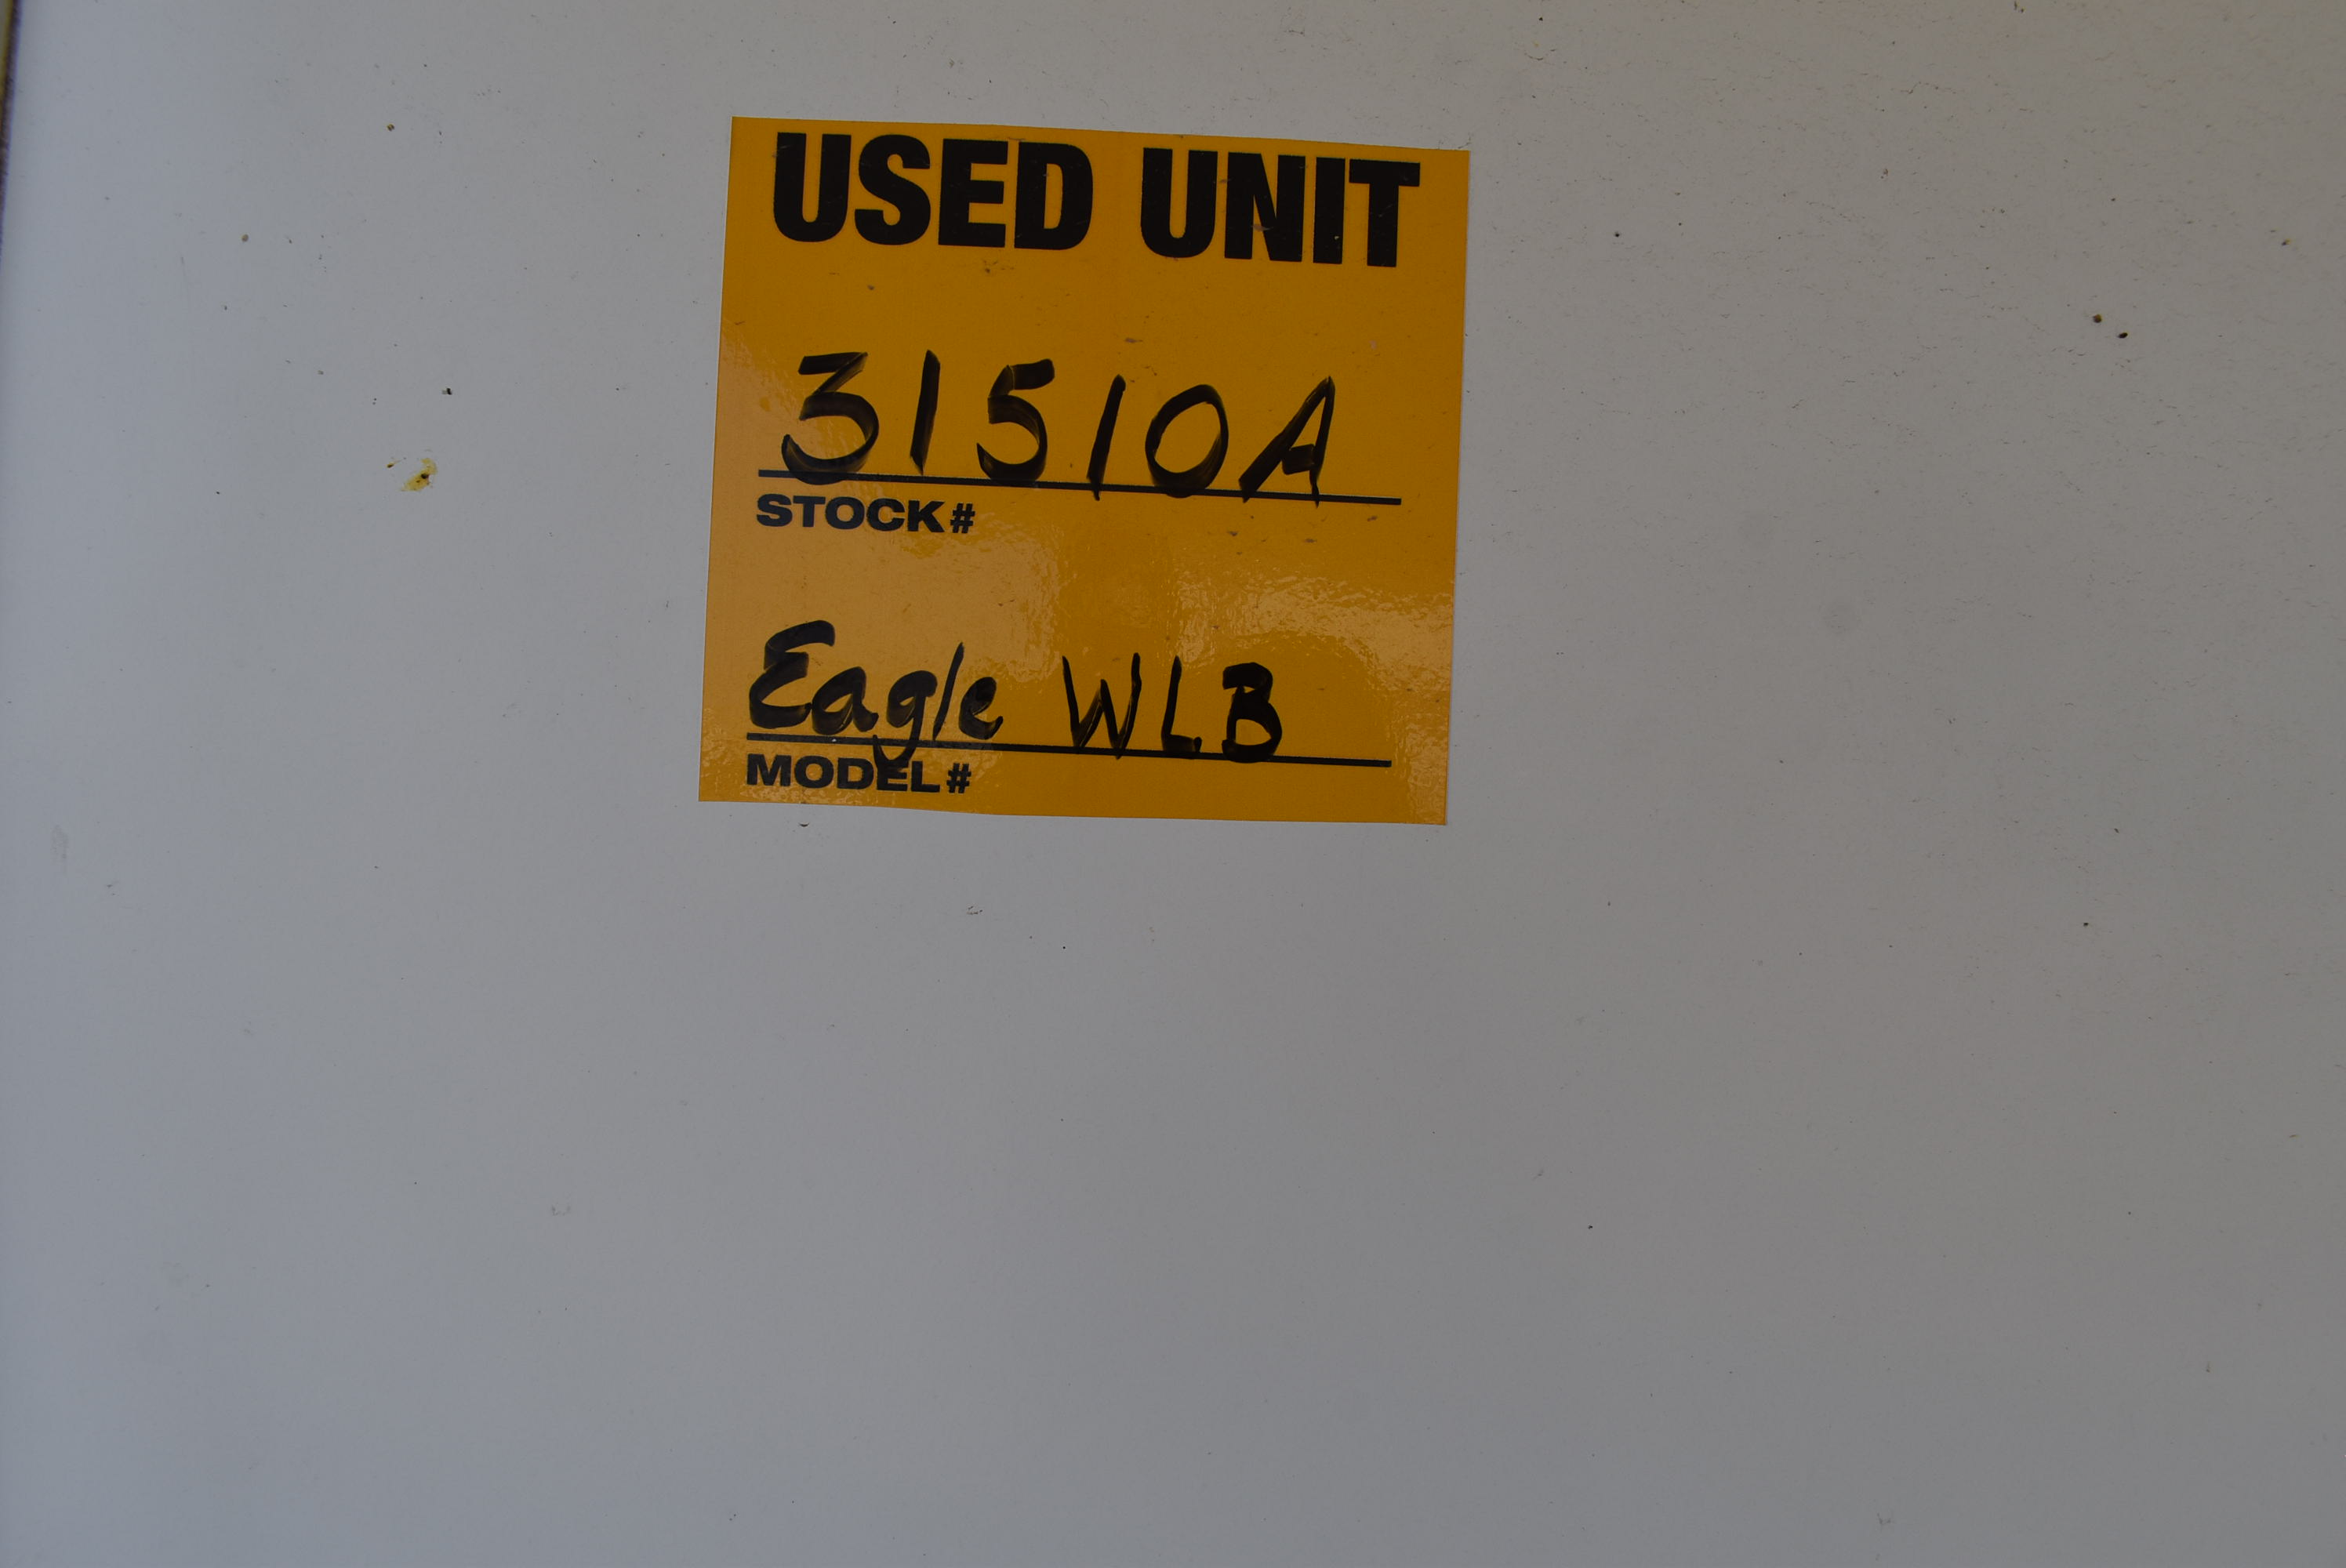 USED UNIT
31510A
STOCK#
Eagle WLB
MODEL#